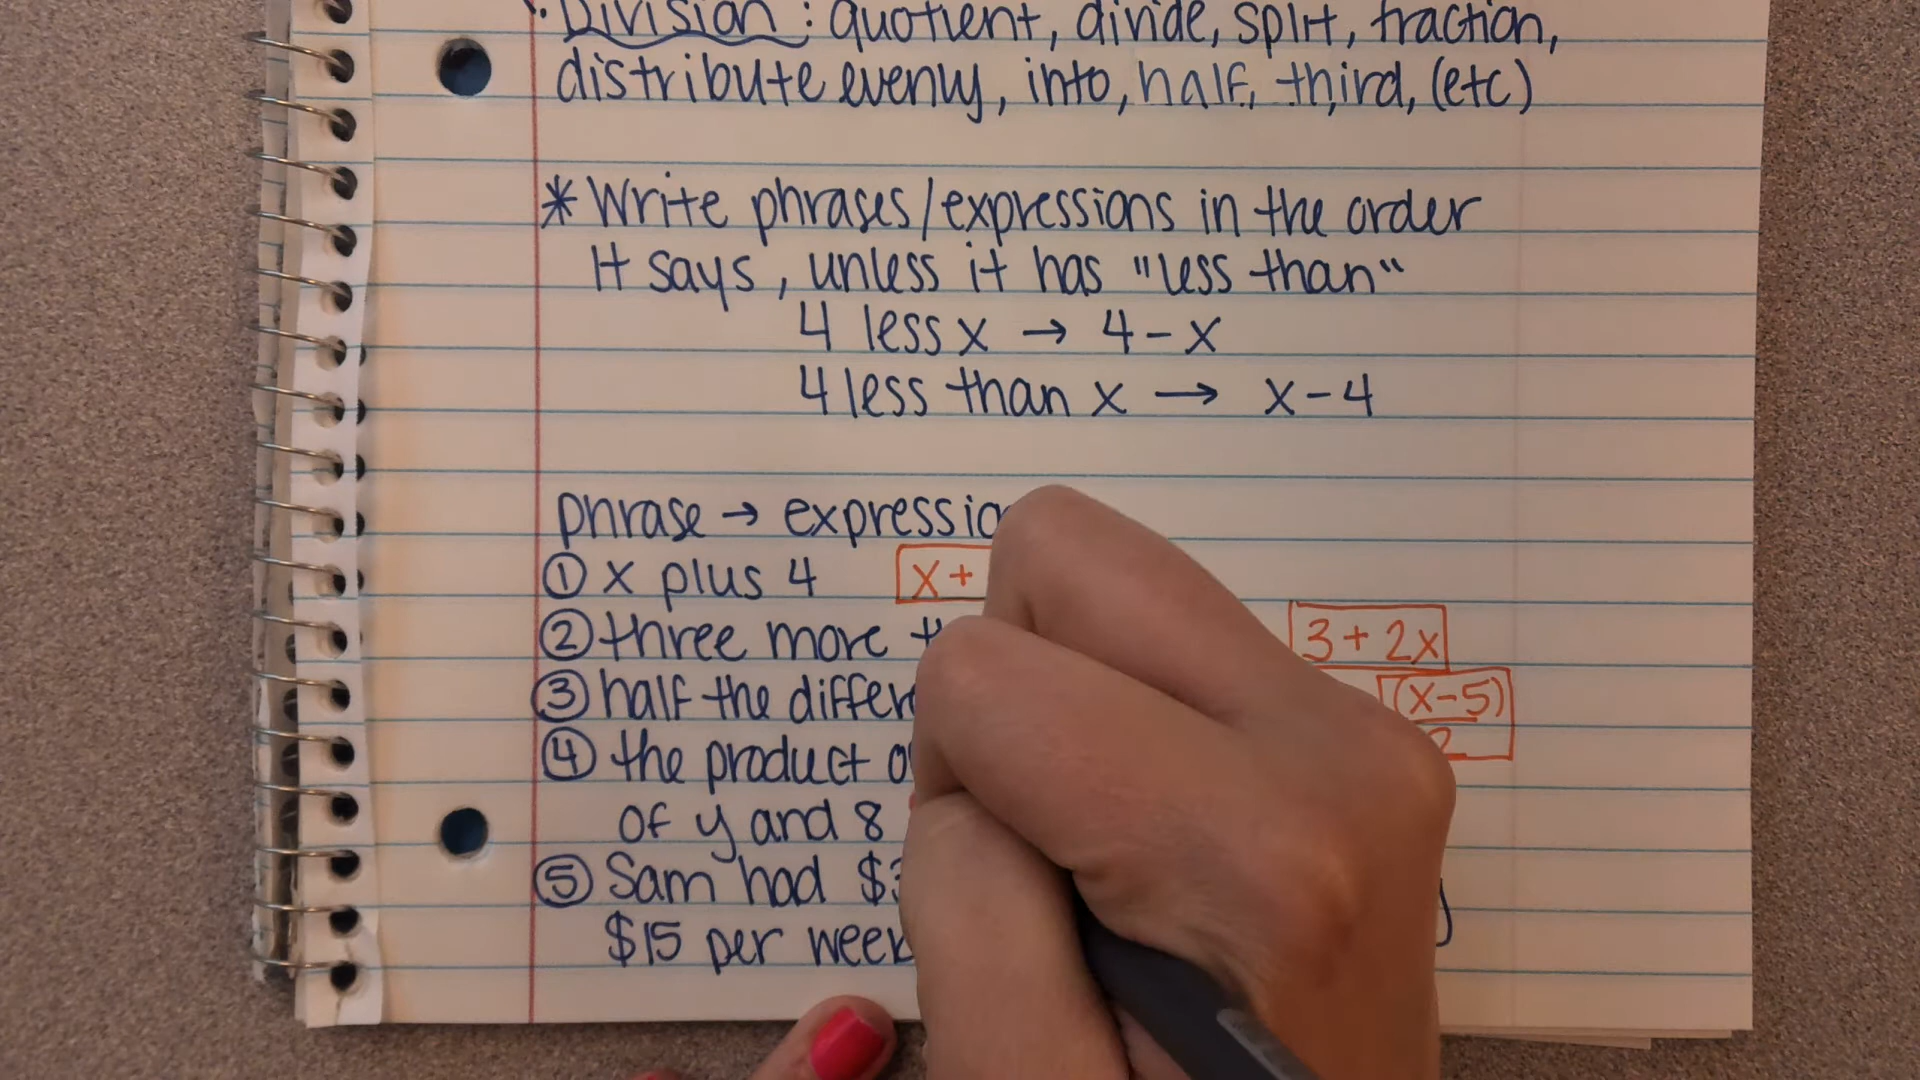 · Division: quotient, divide, split, fraction,
distribute evenly, into, half, third, (etc)
* Write phrases/expressions in the order
it says, unless it has "less than"
4 less x → 4 - x
4 less than x → x - 4
phrase → expression
① x plus 4 x +
② three more 3 + 2x
③ half the (x-5)
2
④ the product
of y and 8
⑤ Sam had
$15 per week